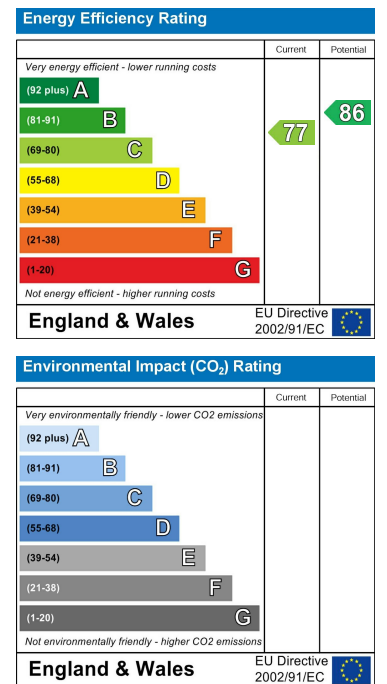 Energy Efficiency Rating
Current Potential
Very energy efficient - lower running costs
(92 plus) A
(81-91) B
(69-80) C
(55-68) D
(39-54) E
(21-38) F
(1-20) G
77
86
Not energy efficient - higher running costs
England & Wales
EU Directive
2002/91/EC
Environmental Impact (CO₂) Rating
Current Potential
Very environmentally friendly - lower CO2 emissions
(92 plus) A
(81-91) B
(69-80) C
(55-68) D
(39-54) E
(21-38) F
(1-20) G
Not environmentally friendly - higher CO2 emissions
England & Wales
EU Directive
2002/91/EC